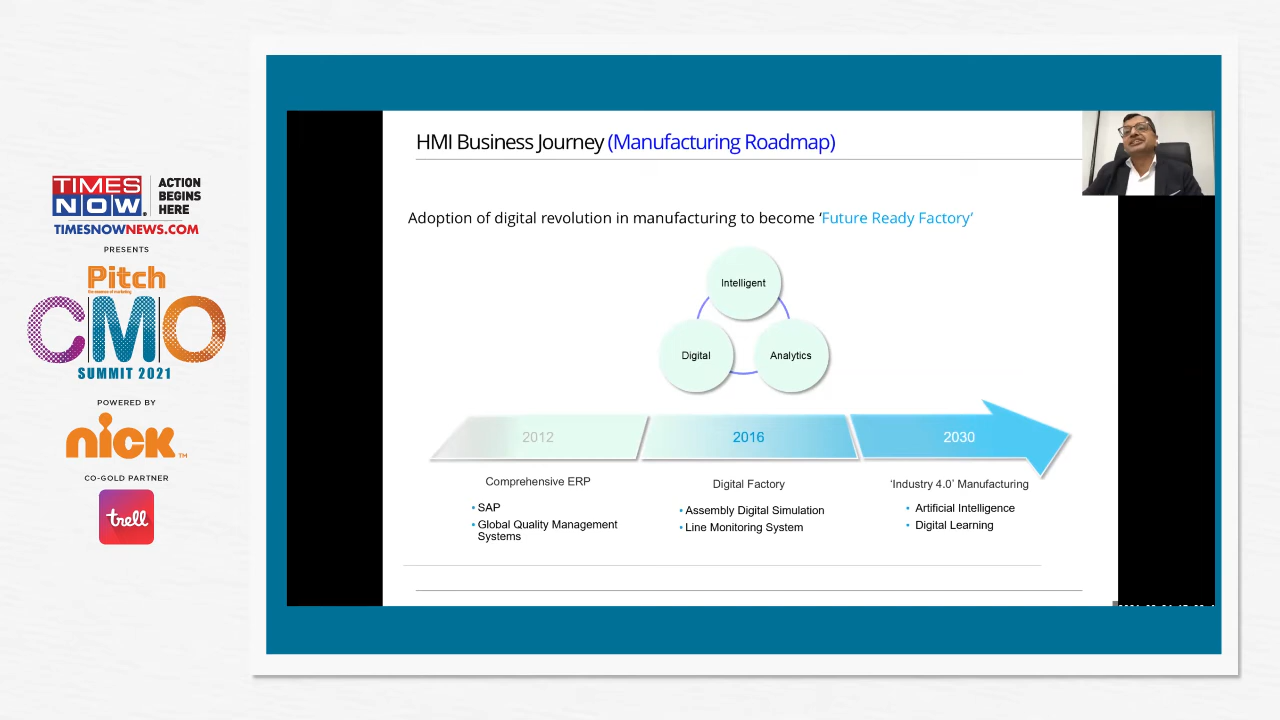 TIMES
NOW.
ACTION
BEGINS
HERE
TIMESNOWNEWS.COM
PRESENTS
Pitch
CMO
SUMMIT 2021
POWERED BY
nick
TM
CO-GOLD PARTNER
trell
HMI Business Journey (Manufacturing Roadmap)
Adoption of digital revolution in manufacturing to become ‘Future Ready Factory’
Intelligent
Digital
Analytics
2012
2016
2030
Comprehensive ERP
• SAP
• Global Quality Management
Systems
Digital Factory
• Assembly Digital Simulation
• Line Monitoring System
‘Industry 4.0’ Manufacturing
• Artificial Intelligence
• Digital Learning